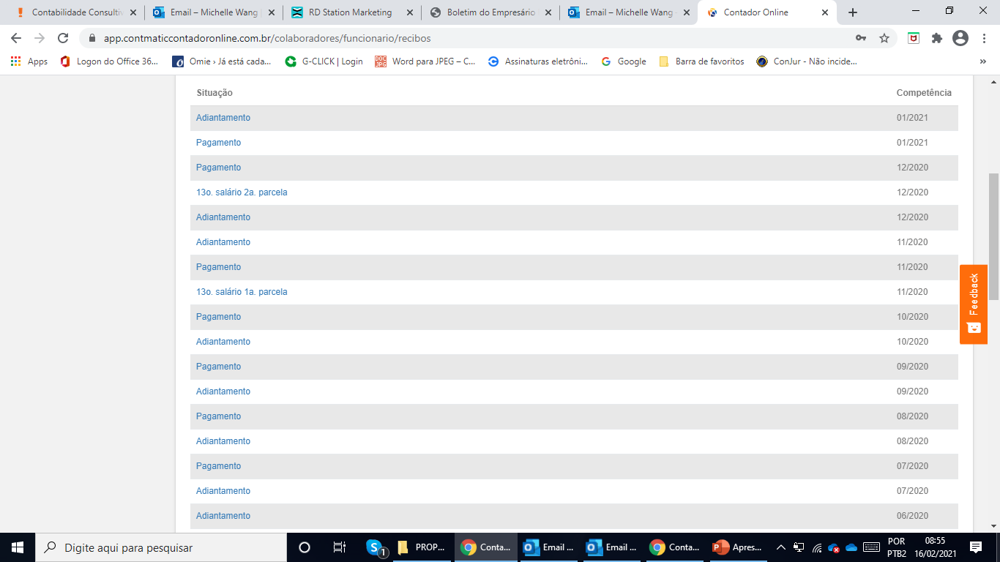 Contabilidade Consultiv
Email – Michelle Wang
RD Station Marketing
Boletim do Empresário
Email – Michelle Wang
Contador Online
app.contmaticcontadoronline.com.br/colaboradores/funcionario/recibos
Apps
Logon do Office 36...
Omie › Já está cada...
G-CLICK | Login
Word para JPEG – C...
Assinaturas eletrôni...
Google
Barra de favoritos
ConJur - Não incide...
»
Situação Competência
Adiantamento 01/2021
Pagamento 01/2021
Pagamento 12/2020
13o. salário 2a. parcela 12/2020
Adiantamento 12/2020
Adiantamento 11/2020
Pagamento 11/2020
13o. salário 1a. parcela 11/2020
Pagamento 10/2020
Adiantamento 10/2020
Pagamento 09/2020
Adiantamento 09/2020
Pagamento 08/2020
Adiantamento 08/2020
Pagamento 07/2020
Adiantamento 07/2020
Adiantamento 06/2020
Feedback
Digite aqui para pesquisar
1
PROP...
Conta...
Email ...
Email ...
Conta...
Apres...
POR
PTB2
08:55
16/02/2021